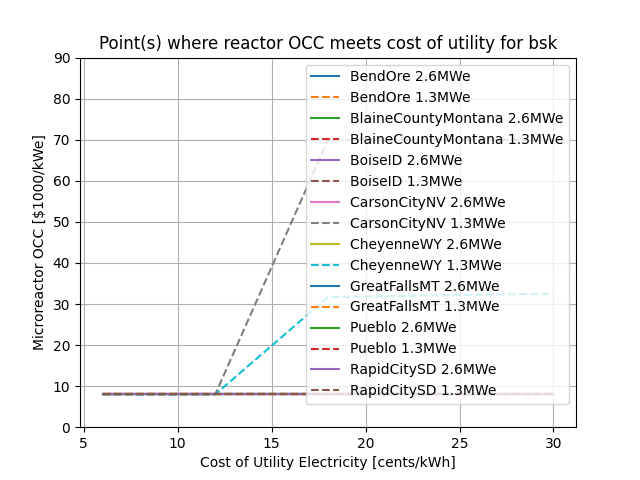 Point(s) where reactor OCC meets cost of utility for bsk
Microreactor OCC [$1000/kWe]
90
80
70
60
50
40
30
20
10
0
BendOre 2.6MWe
BendOre 1.3MWe
BlaineCountyMontana 2.6MWe
BlaineCountyMontana 1.3MWe
BoiseID 2.6MWe
BoiseID 1.3MWe
CarsonCityNV 2.6MWe
CarsonCityNV 1.3MWe
CheyenneWY 2.6MWe
CheyenneWY 1.3MWe
GreatFallsMT 2.6MWe
GreatFallsMT 1.3MWe
Pueblo 2.6MWe
Pueblo 1.3MWe
RapidCitySD 2.6MWe
RapidCitySD 1.3MWe
5 10 15 20 25 30
Cost of Utility Electricity [cents/kWh]